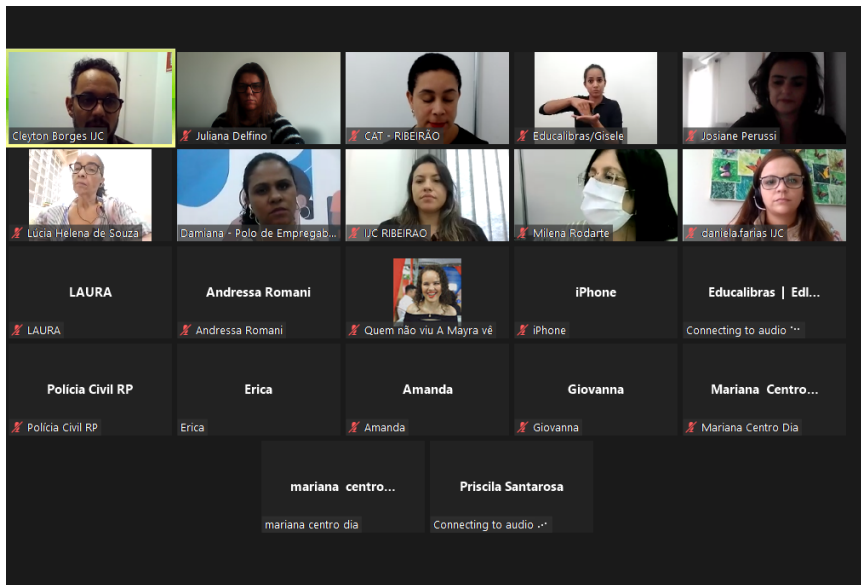 Cleyton Borges IJC
Juliana Delfino
CAT - RIBEIRÃO
Educalibras/Gisele
Josiane Perussi
Lúcia Helena de Souza
Damiana - Polo de Empregab...
IJC RIBEIRAO
Milena Rodarte
daniela.farias IJC
LAURA
Andressa Romani
iPhone
Educalibras | Edl...
LAURA
Andressa Romani
Quem não viu A Mayra vê
iPhone
Connecting to audio
Polícia Civil RP
Erica
Amanda
Giovanna
Mariana Centro...
Polícia Civil RP
Erica
Amanda
Giovanna
Mariana Centro Dia
mariana centro...
Priscila Santarosa
mariana centro dia
Connecting to audio